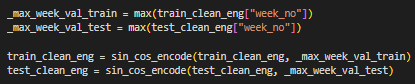 _max_week_val_train = max(train_clean_eng["week_no"])
_max_week_val_test = max(test_clean_eng["week_no"])
train_clean_eng = sin_cos_encode(train_clean_eng, _max_week_val_train)
test_clean_eng = sin_cos_encode(test_clean_eng, _max_week_val_test)